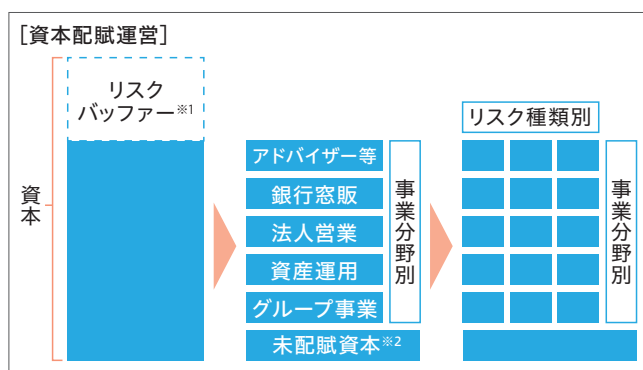 [資本配賦運営]
リスク
バッファー※1
資本
アドバイザー等
銀行窓販
法人営業
資産運用
グループ事業
未配賦資本※2
事業分野別
リスク種類別
事業分野別